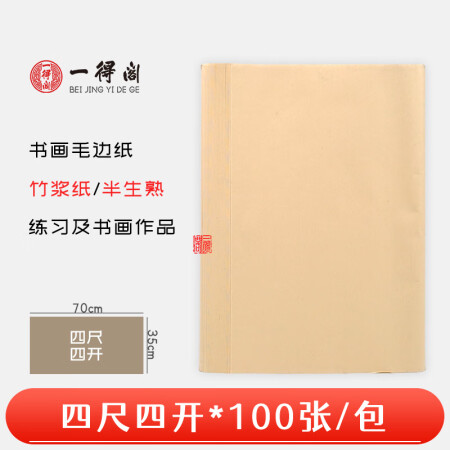 一得阁
BEI JING YI DE GE
书画毛边纸
竹浆纸/半生熟
练习及书画作品
70cm
35cm
四尺
四开
四尺四开*100张/包